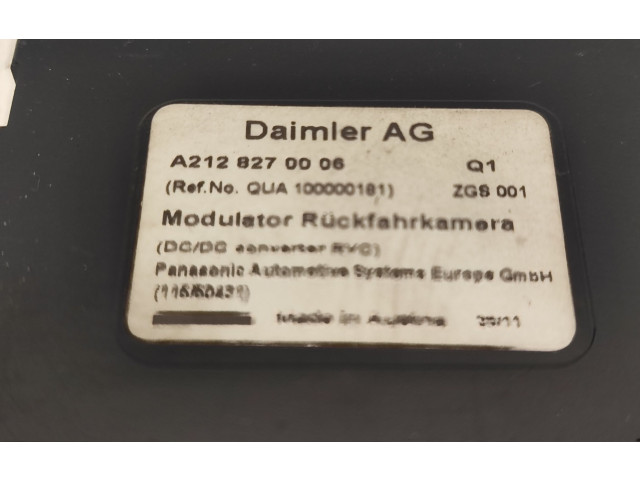 Daimler AG
A212 827 00 06 Q1
(Ref.No. QUA 100000181) ZGS 001
Modulator Rückfahrkamera
(DC/DC converter RVC)
Panasonic Automotive Systems Europe GmbH
Made in Austria